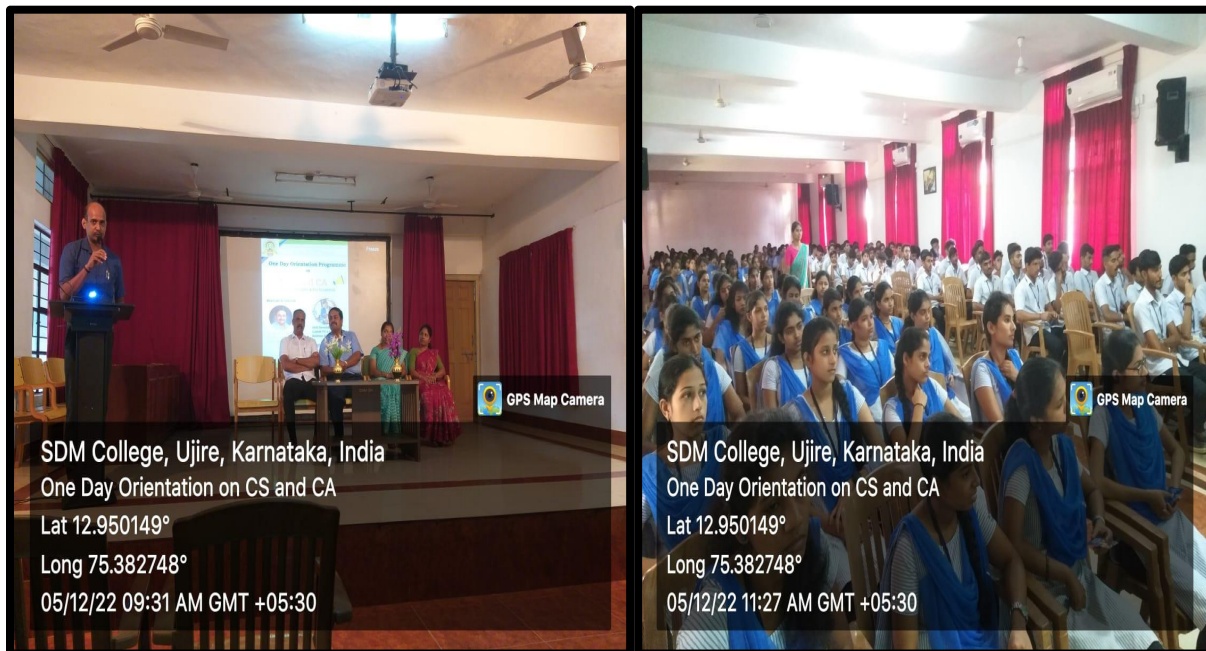 One Day Orientation Programme
GPS Map Camera
SDM College, Ujire, Karnataka, India
One Day Orientation on CS and CA
Lat 12.950149°
Long 75.382748°
05/12/22 09:31 AM GMT +05:30
GPS Map Camera
SDM College, Ujire, Karnataka, India
One Day Orientation on CS and CA
Lat 12.950149°
Long 75.382748°
05/12/22 11:27 AM GMT +05:30